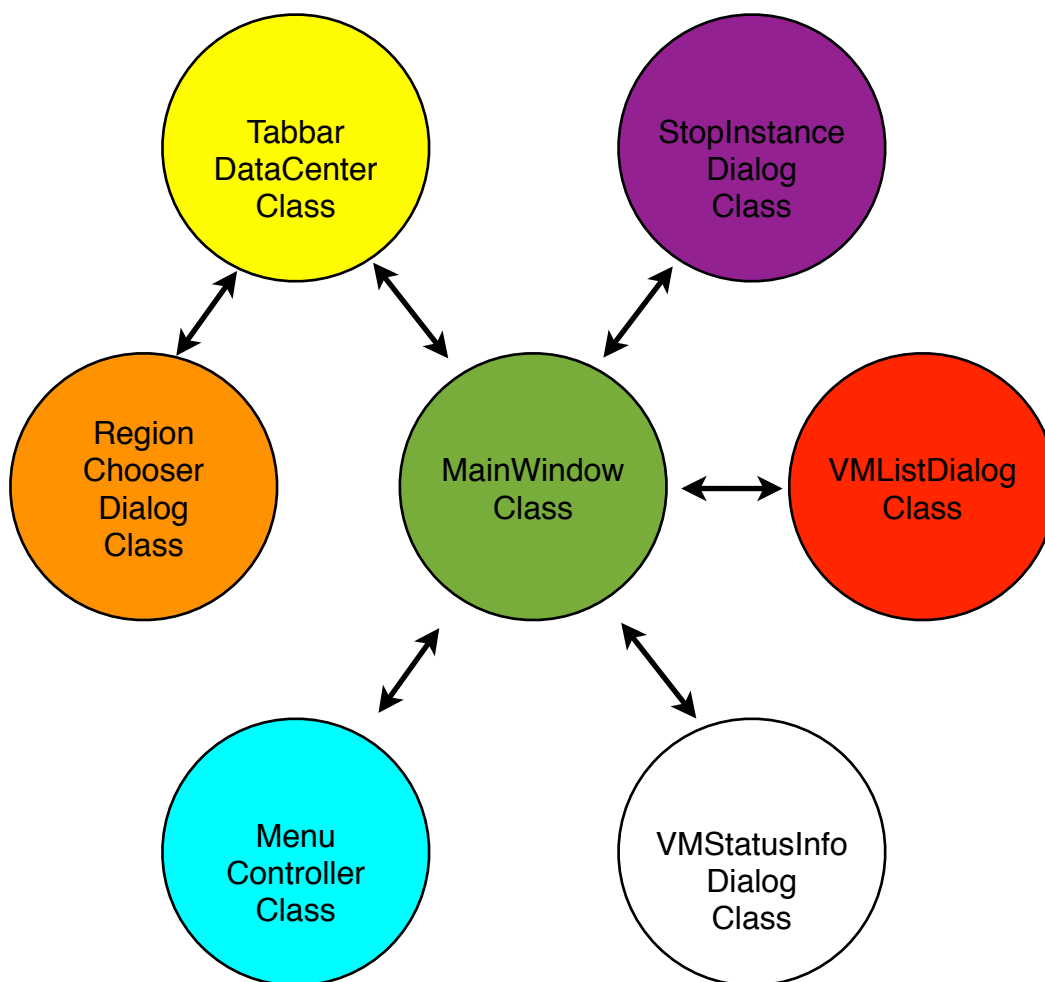 Tabbar
DataCenter
Class
StopInstance
Dialog
Class
Region
Chooser
Dialog
Class
MainWindow
Class
VMListDialog
Class
Menu
Controller
Class
VMStatusInfo
Dialog
Class